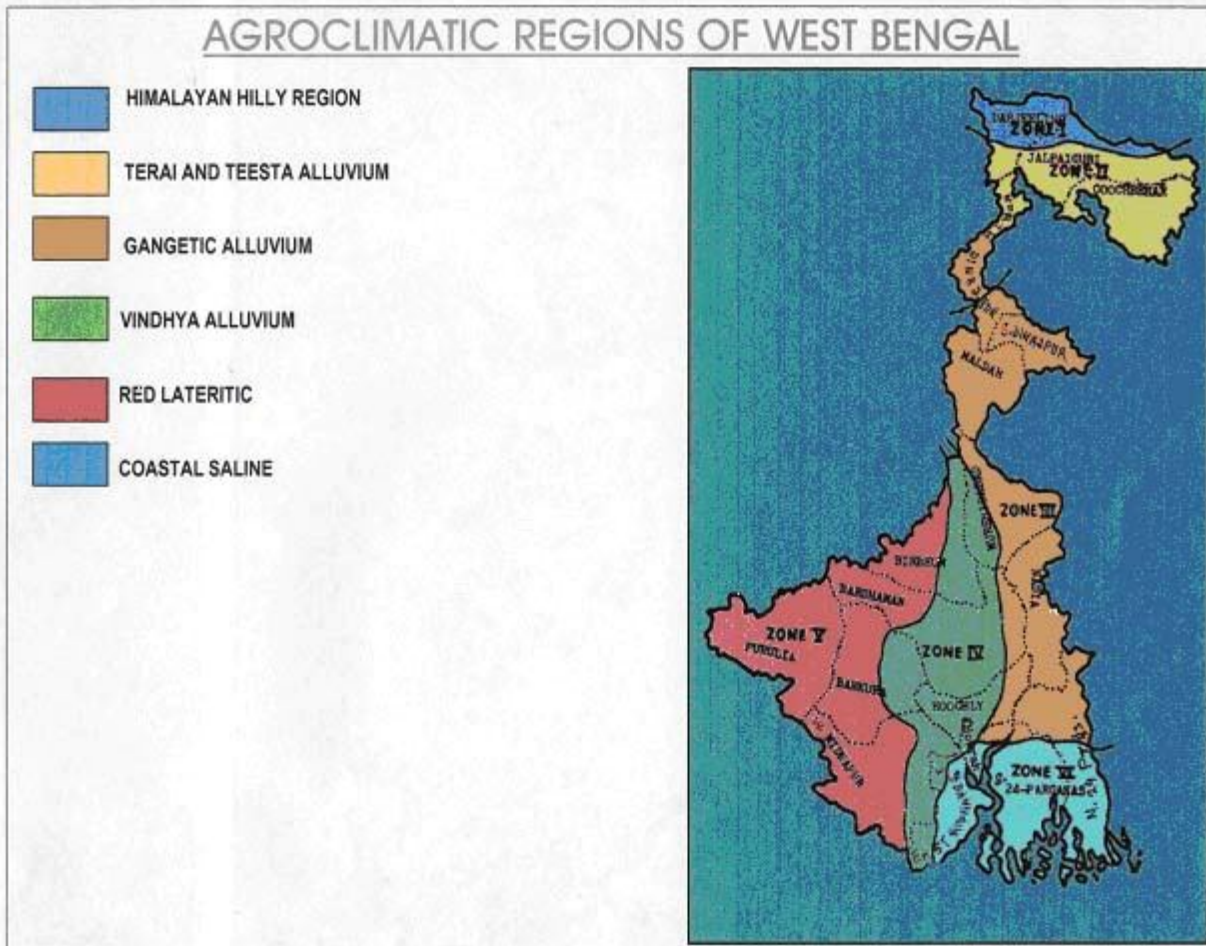 AGROCLIMATIC REGIONS OF WEST BENGAL
HIMALAYAN HILLY REGION
TERAI AND TEESTA ALLUVIUM
GANGETIC ALLUVIUM
VINDHYA ALLUVIUM
RED LATERITIC
COASTAL SALINE
ZONE I
JALPAIGURI
ZONE II
COOCHBEHAR
MALDAH
ZONE III
BIRBHUM
BARDHAMAN
ZONE V
PURULIA
ZONE IV
BANKURA
HOOGHLY
ZONE VI
24-PARGANAS